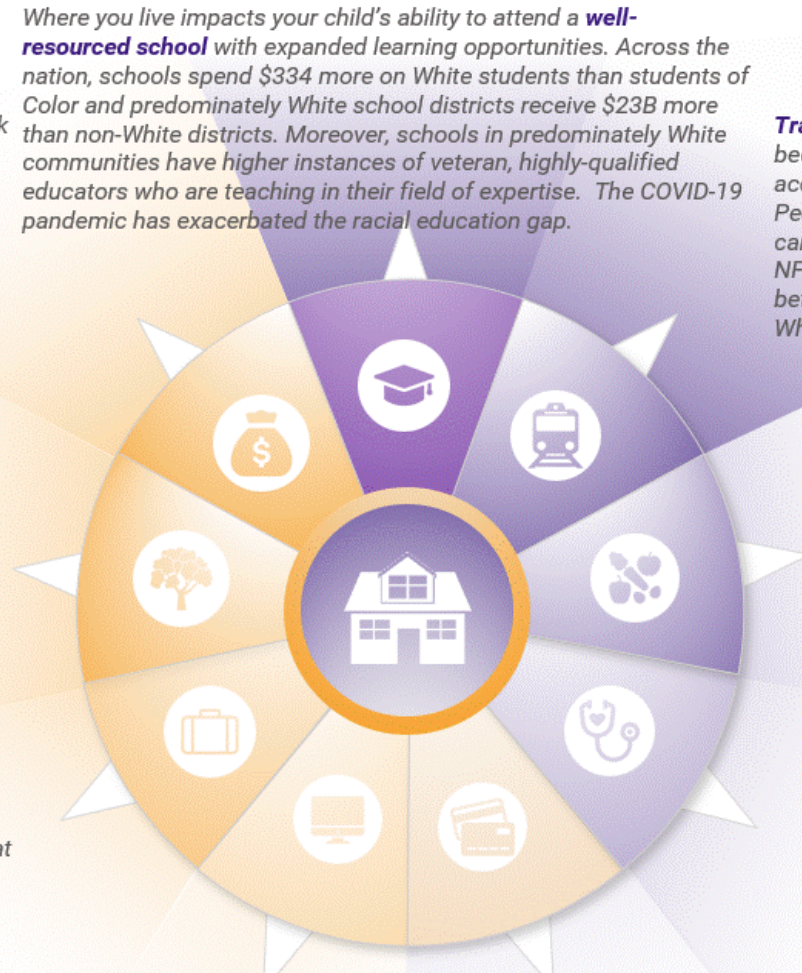 Where you live impacts your child's ability to attend a well-
resourced school with expanded learning opportunities. Across the
nation, schools spend $334 more on White students than students of
Color and predominately White school districts receive $23B more
than non-White districts. Moreover, schools in predominately White
communities have higher instances of veteran, highly-qualified
educators who are teaching in their field of expertise.  The COVID-19
pandemic has exacerbated the racial education gap.
$